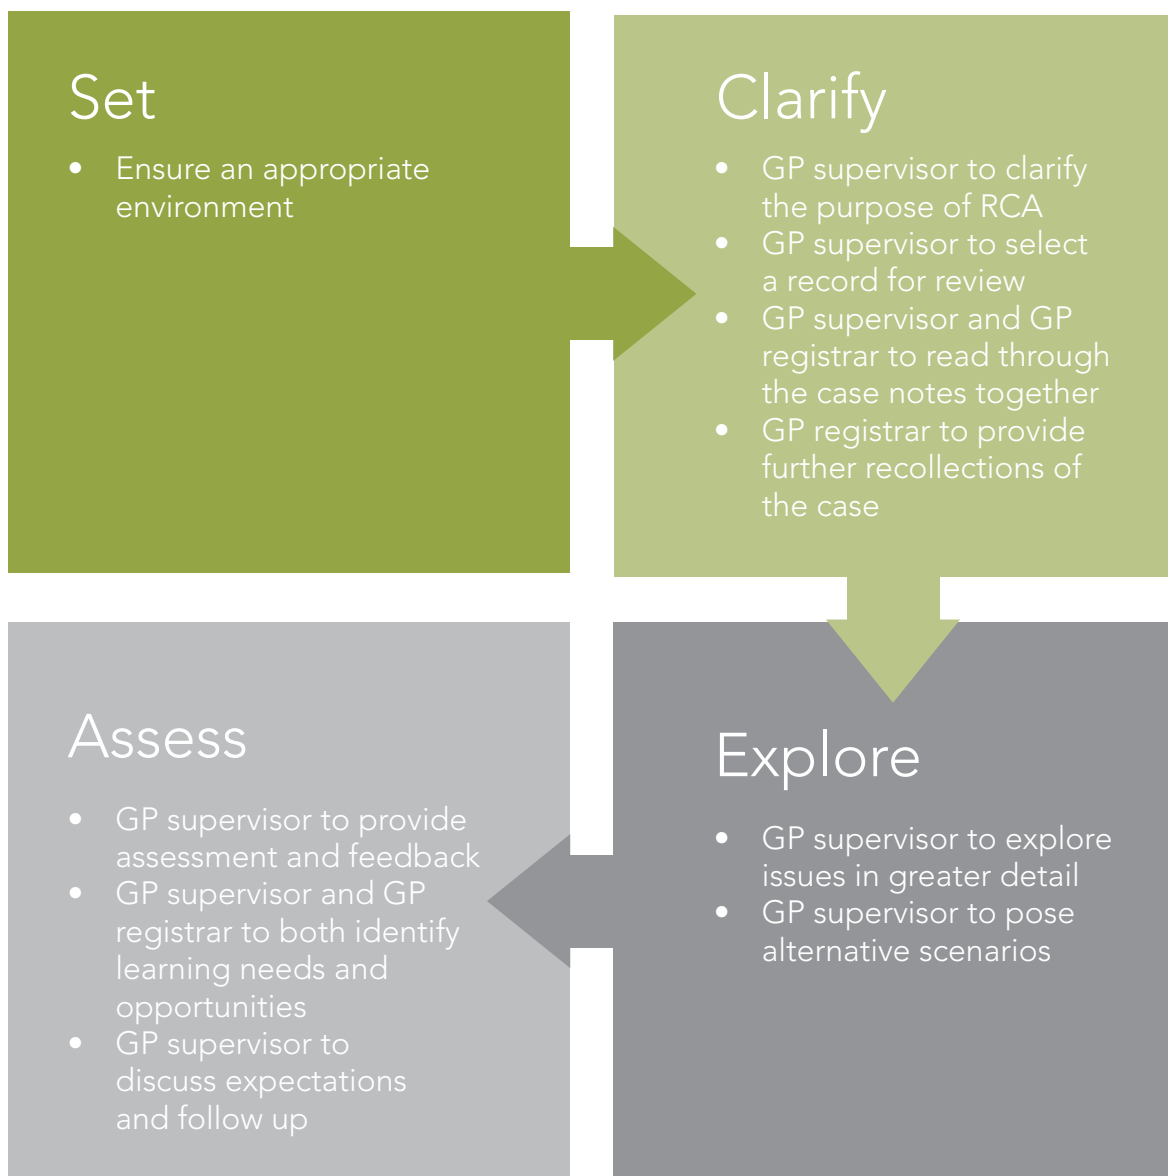 Set
• Ensure an appropriate
environment
Clarify
• GP supervisor to clarify
the purpose of RCA
• GP supervisor to select
a record for review
• GP supervisor and GP
registrar to read through
the case notes together
• GP registrar to provide
further recollections of
the case
Explore
• GP supervisor to explore
issues in greater detail
• GP supervisor to pose
alternative scenarios
Assess
• GP supervisor to provide
assessment and feedback
• GP supervisor and GP
registrar to both identify
learning needs and
opportunities
• GP supervisor to
discuss expectations
and follow up